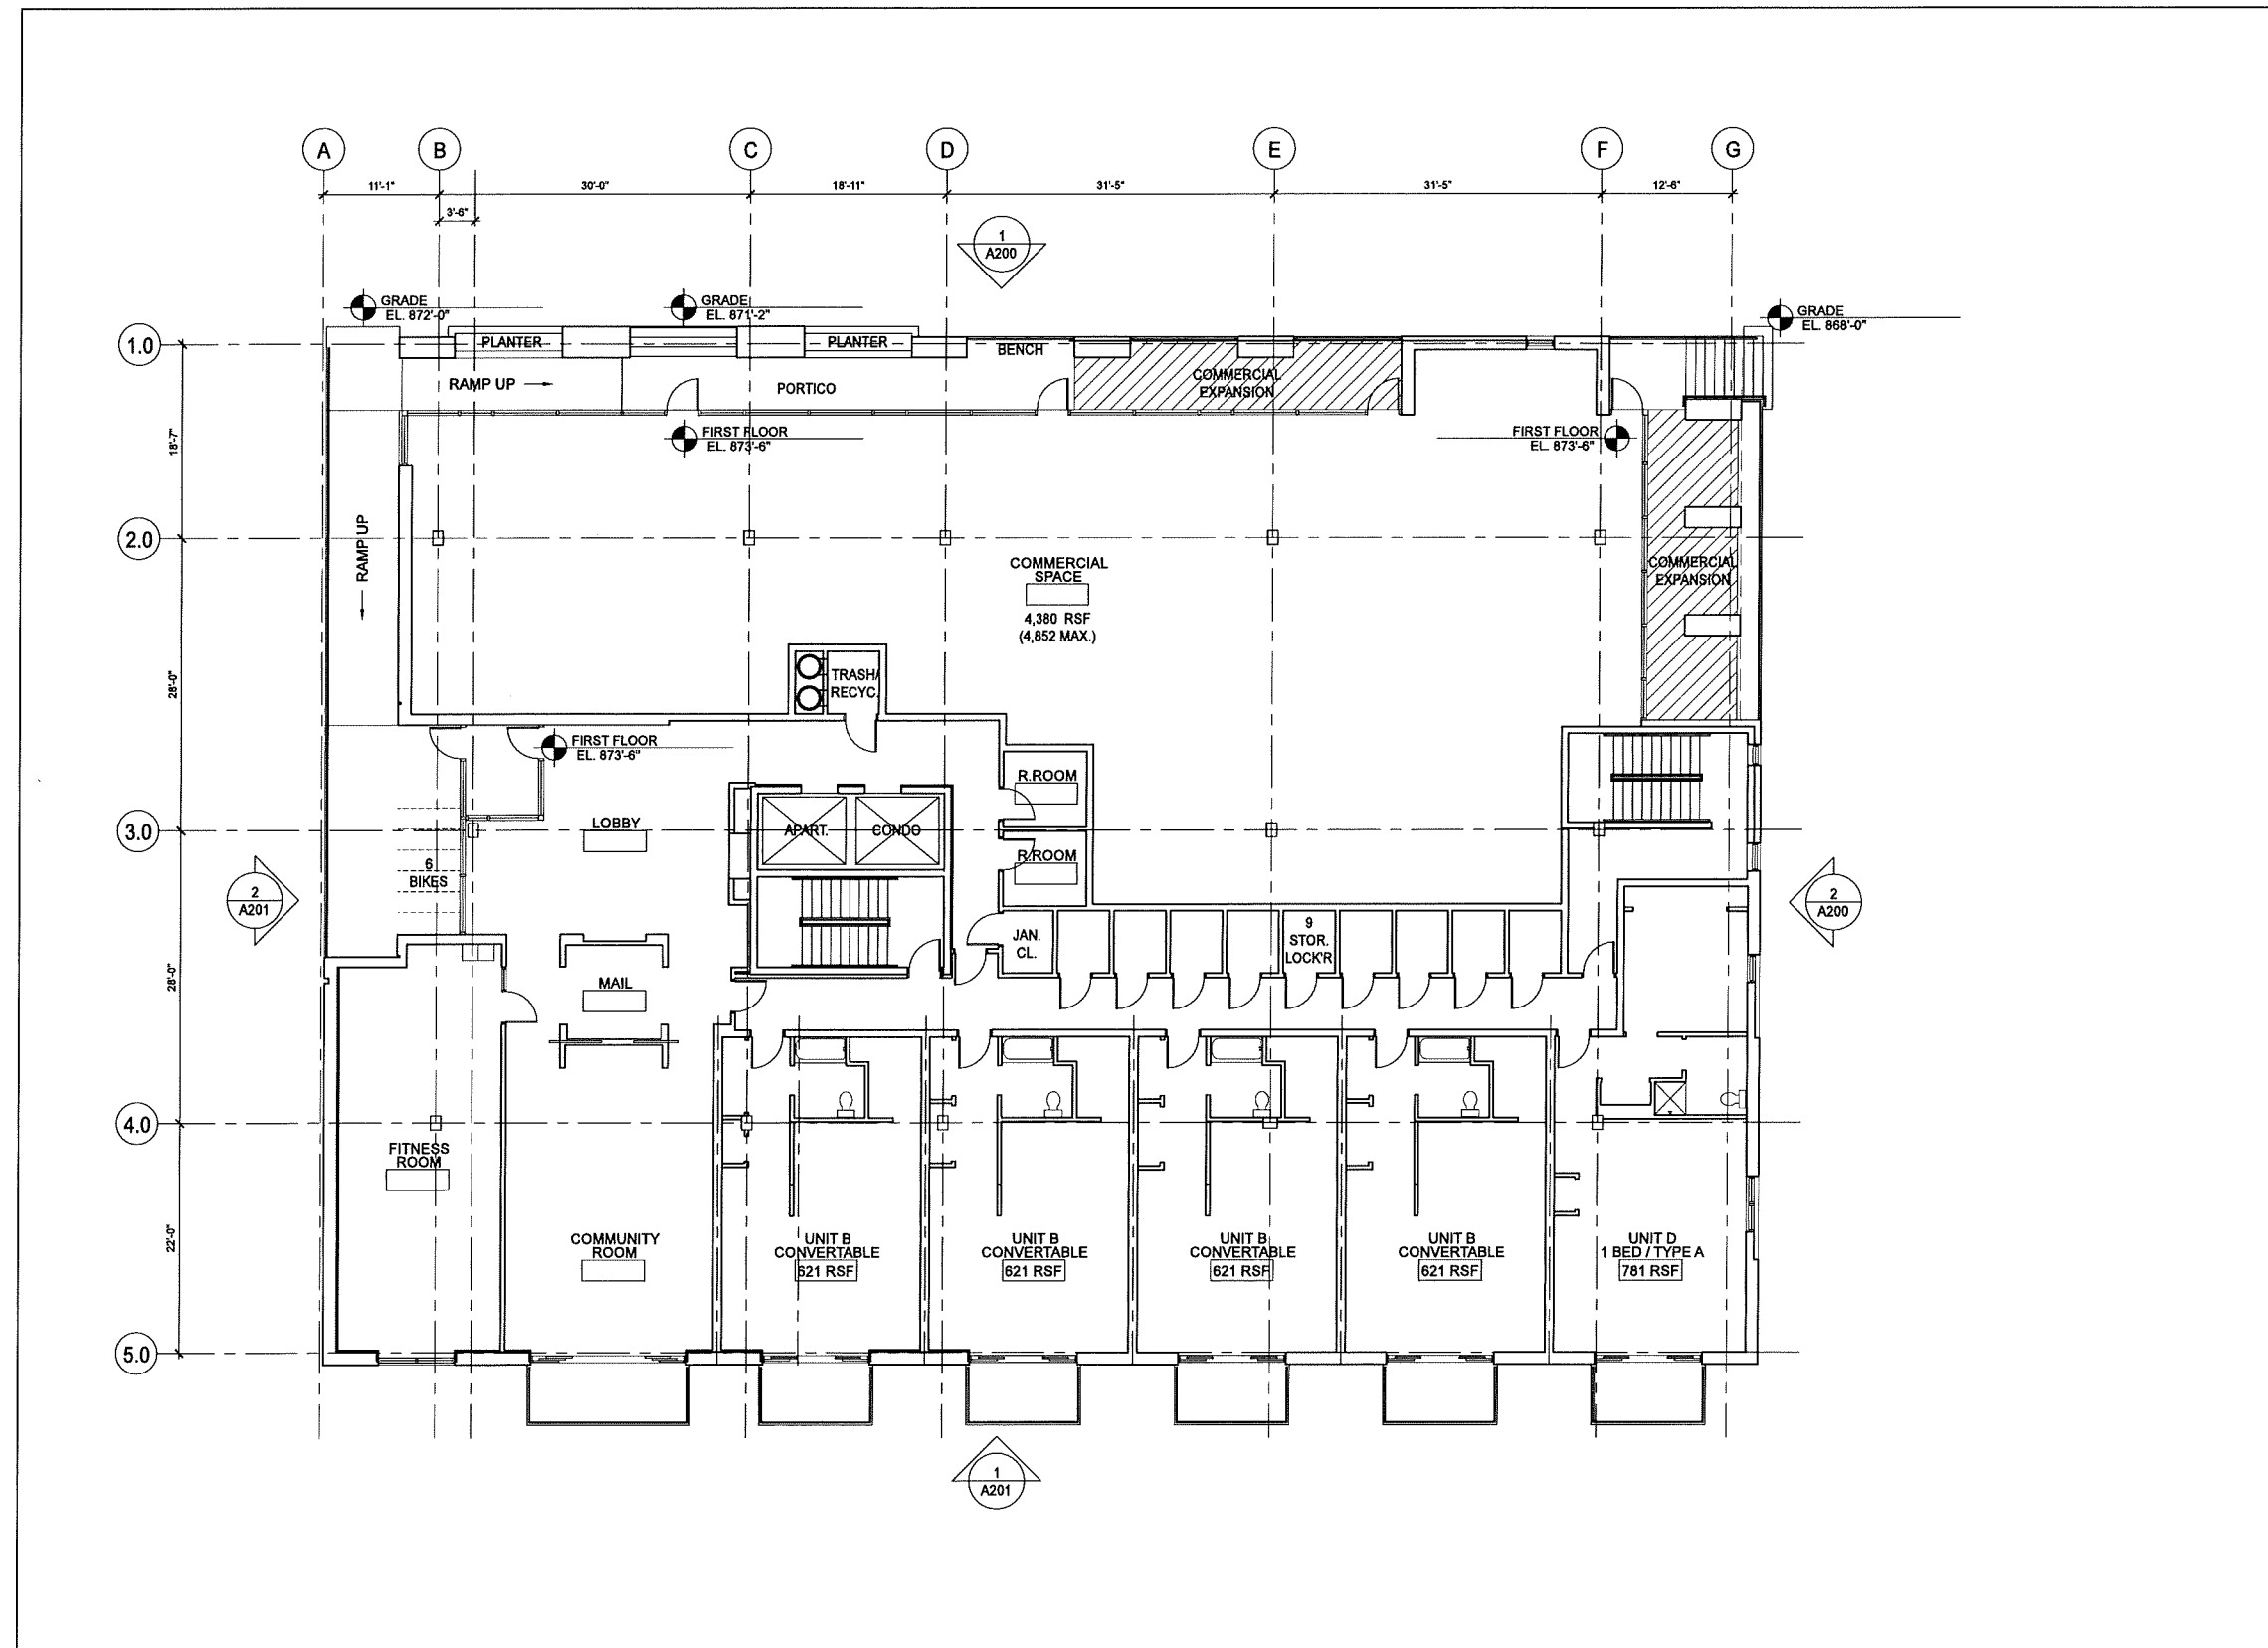 A B C D E F G
11'-1" 30'-0" 18'-11" 31'-5" 31'-5" 12'-6"
3'-6"
1
A200
GRADE
EL. 872'-0"
GRADE
EL. 871'-2"
GRADE
EL. 868'-0"
1.0
PLANTER
PLANTER
BENCH
RAMP UP
PORTICO
COMMERCIAL
EXPANSION
18'-7"
FIRST FLOOR
EL. 873'-6"
FIRST FLOOR
EL. 873'-6"
2.0
RAMP UP
COMMERCIAL
SPACE
4,380 RSF
(4,852 MAX.)
COMMERCIAL
EXPANSION
28'-0"
TRASH/
RECYC.
FIRST FLOOR
EL. 873'-6"
R.ROOM
3.0
LOBBY
APART.
CONDO
R.ROOM
6
BIKES
2
A201
2
A200
JAN.
CL.
9
STOR.
LOCK'R
28'-0"
MAIL
4.0
FITNESS
ROOM
22'-0"
COMMUNITY
ROOM
UNIT B
CONVERTABLE
621 RSF
UNIT B
CONVERTABLE
621 RSF
UNIT B
CONVERTABLE
621 RSF
UNIT B
CONVERTABLE
621 RSF
UNIT D
1 BED / TYPE A
781 RSF
5.0
1
A201